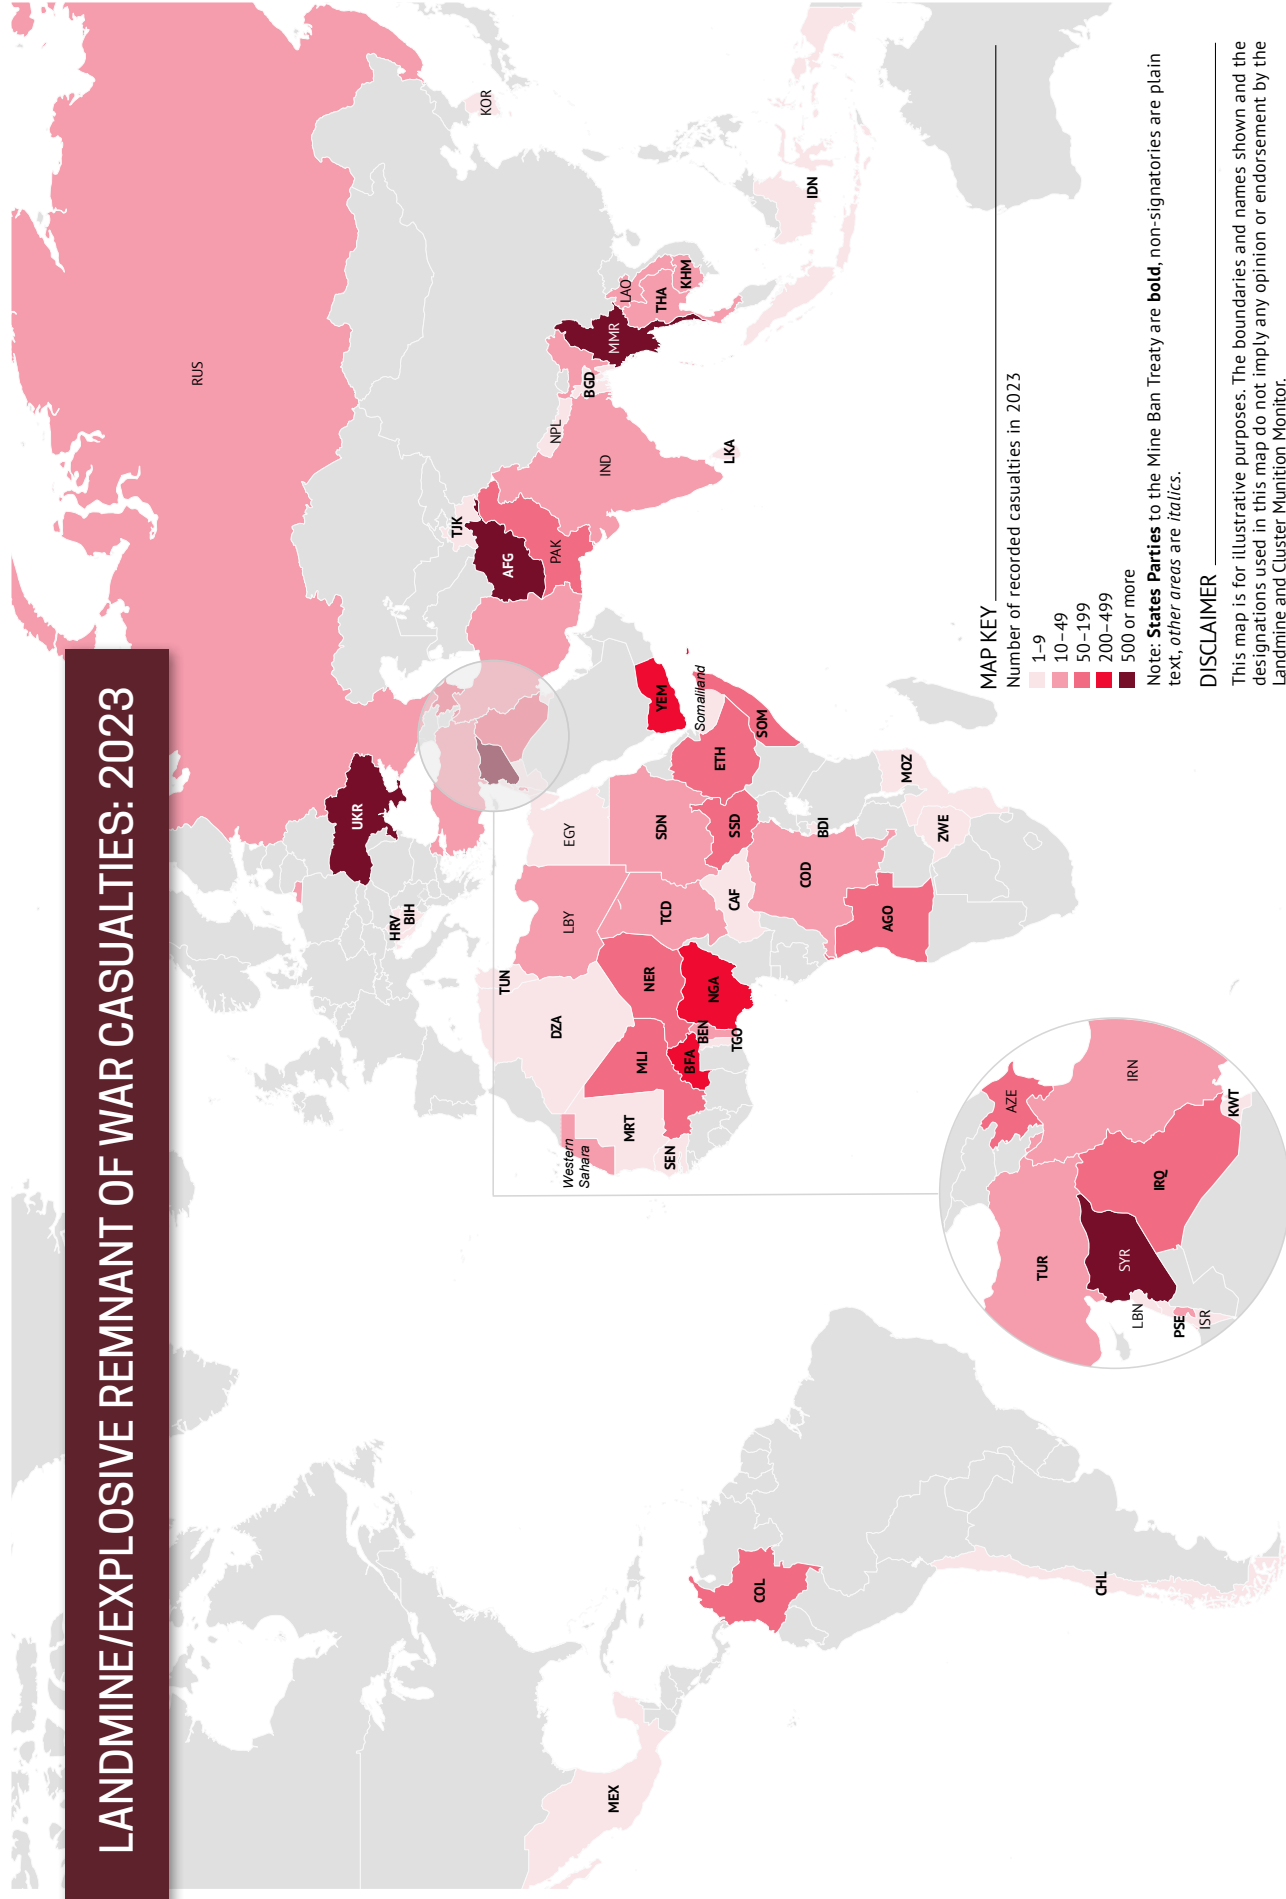 LANDMINE/EXPLOSIVE REMNANT OF WAR CASUALTIES: 2023
RUS
KOR
UKR
HRV
BIH
TJK
AFG
PAK
NPL
BGD
IND
LKA
MMR
LAO
THA
KHM
IDN
TUN
DZA
LBY
EGY
Western
Sahara
MRT
SEN
MLI
BFA
NER
NGA
BEN
TGO
TCD
SDN
CAF
SSD
ETH
YEM
Somaliland
SOM
COD
BDI
AGO
MOZ
ZWE
MEX
COL
CHL
TUR
AZE
IRN
SYR
IRQ
KWT
LBN
PSE
ISR
MAP KEY
Number of recorded casualties in 2023
1–9
10–49
50–199
200–499
500 or more
Note: States Parties to the Mine Ban Treaty are bold, non-signatories are plain
text, other areas are italics.
DISCLAIMER
This map is for illustrative purposes. The boundaries and names shown and the
designations used in this map do not imply any opinion or endorsement by the
Landmine and Cluster Munition Monitor.